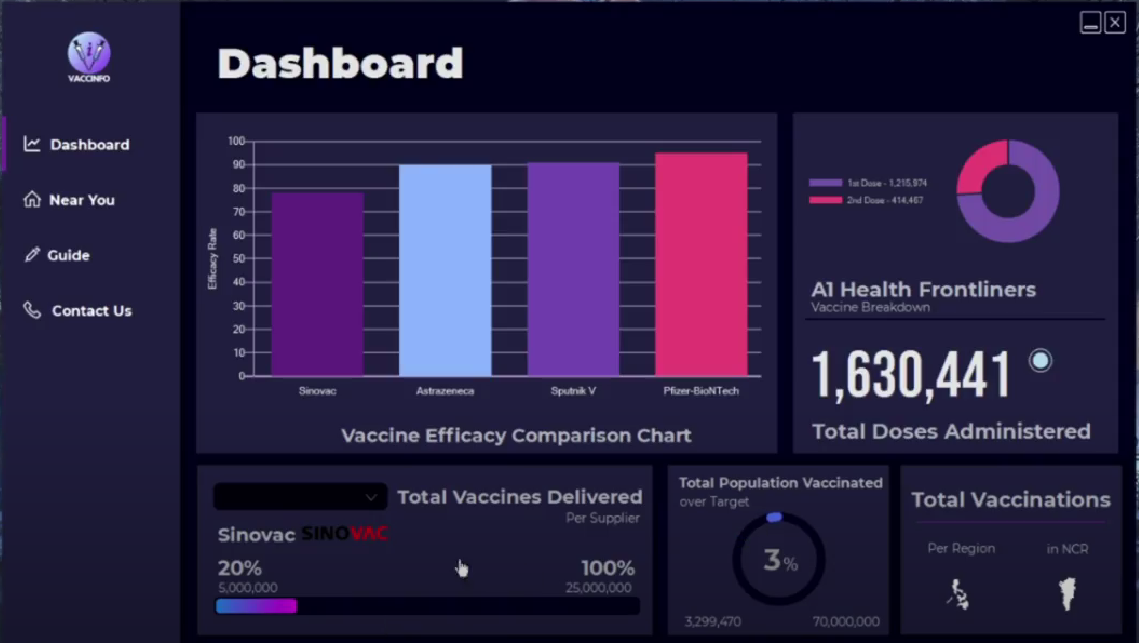 VACCINFO
Dashboard
Near You
Guide
Contact Us
Dashboard
100
90
80
70
60
50
40
30
20
10
0
Efficacy Rate
Sinovac
Astrazeneca
Sputnik V
Pfizer-BioNTech
Vaccine Efficacy Comparison Chart
1st Dose - 1,215,974
2nd Dose - 414,467
A1 Health Frontliners
Vaccine Breakdown
1,630,441
Total Doses Administered
Total Vaccines Delivered
Per Supplier
Sinovac SINOVAC
20% 100%
5,000,000 25,000,000
Total Population Vaccinated
over Target
3%
3,299,470 70,000,000
Total Vaccinations
Per Region in NCR